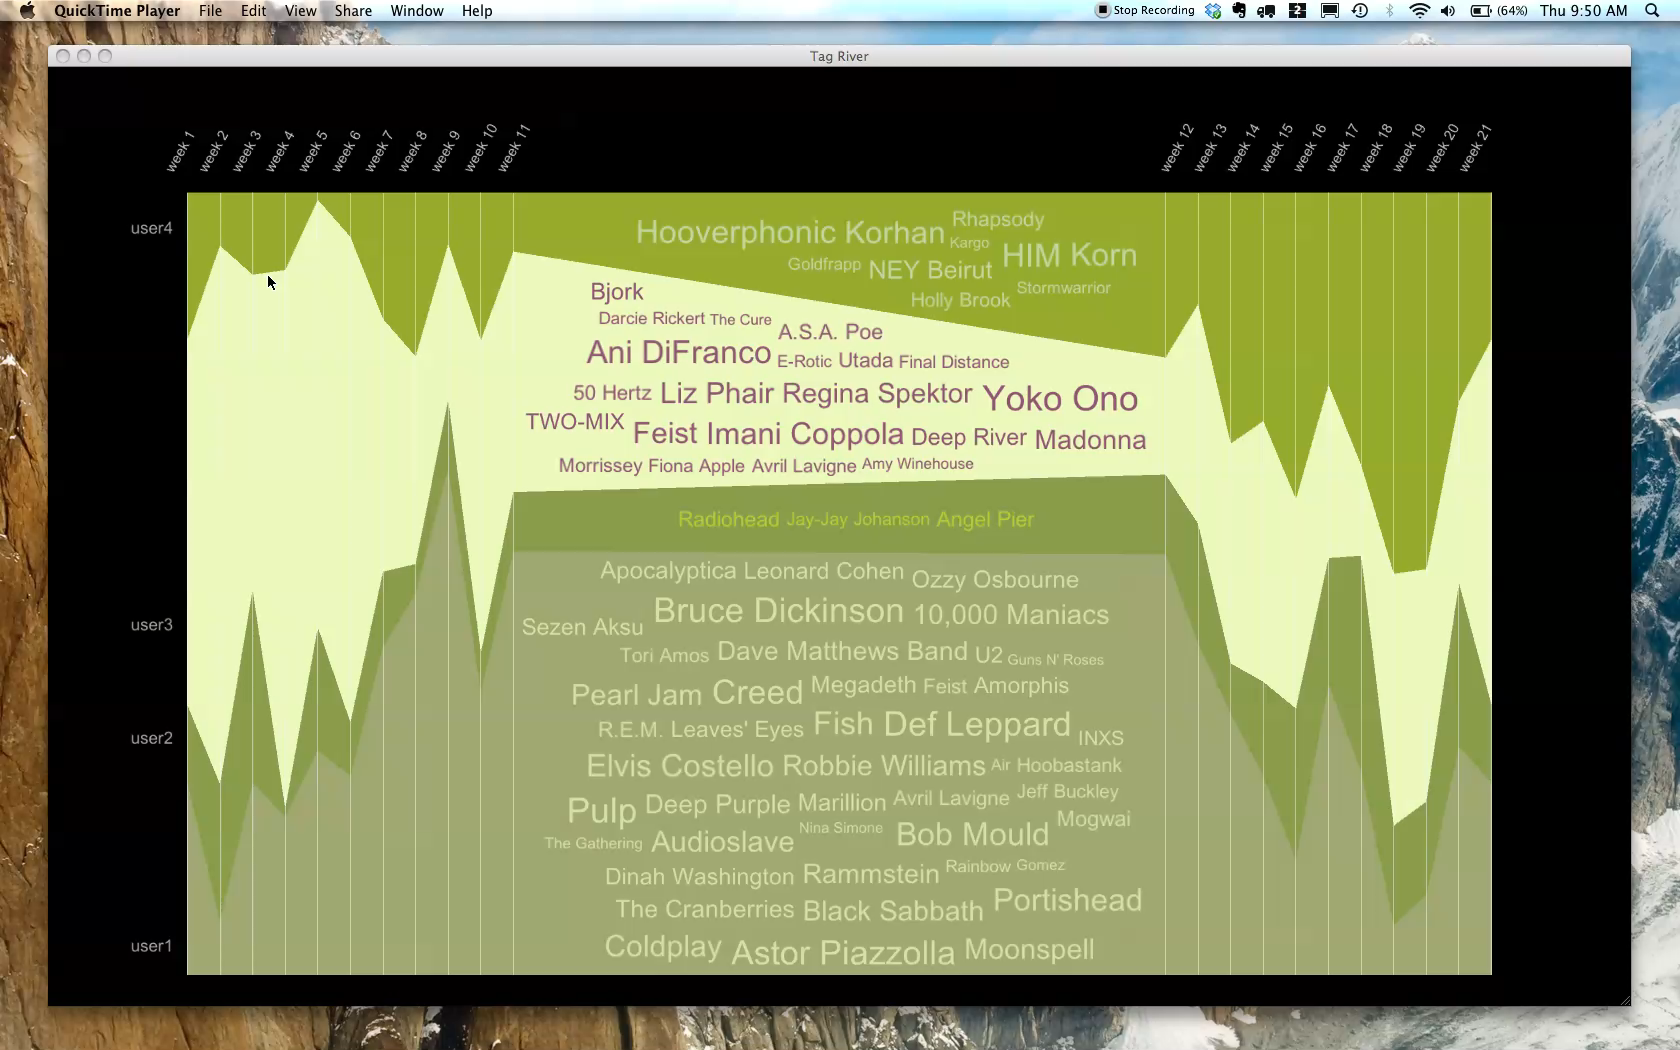 QuickTime Player File Edit View Share Window Help Stop Recording 2 (64%) Thu 9:50 AM
Tag River
week 1 week 2 week 3 week 4 week 5 week 6 week 7 week 8 week 9 week 10 week 11 week 12 week 13 week 14 week 15 week 16 week 17 week 18 week 19 week 20 week 21
user4
Hooverphonic Korhan Rhapsody
Kargo
HIM Korn
Goldfrapp NEY Beirut
Holly Brook Stormwarrior
Bjork
Darcie Rickert The Cure A.S.A. Poe
Ani DiFranco E-Rotic Utada Final Distance
50 Hertz Liz Phair Regina Spektor Yoko Ono
TWO-MIX Feist Imani Coppola Deep River Madonna
Morrissey Fiona Apple Avril Lavigne Amy Winehouse
Radiohead Jay-Jay Johanson Angel Pier
Apocalyptica Leonard Cohen Ozzy Osbourne
user3
Sezen Aksu Bruce Dickinson 10,000 Maniacs
Tori Amos Dave Matthews Band U2 Guns N' Roses
Pearl Jam Creed Megadeth Feist Amorphis
user2
R.E.M. Leaves' Eyes Fish Def Leppard INXS
Elvis Costello Robbie Williams Air Hoobastank
Pulp Deep Purple Marillion Avril Lavigne Jeff Buckley
The Gathering Audioslave Nina Simone Bob Mould Mogwai
Dinah Washington Rammstein Rainbow Gomez
The Cranberries Black Sabbath Portishead
user1
Coldplay Astor Piazzolla Moonspell